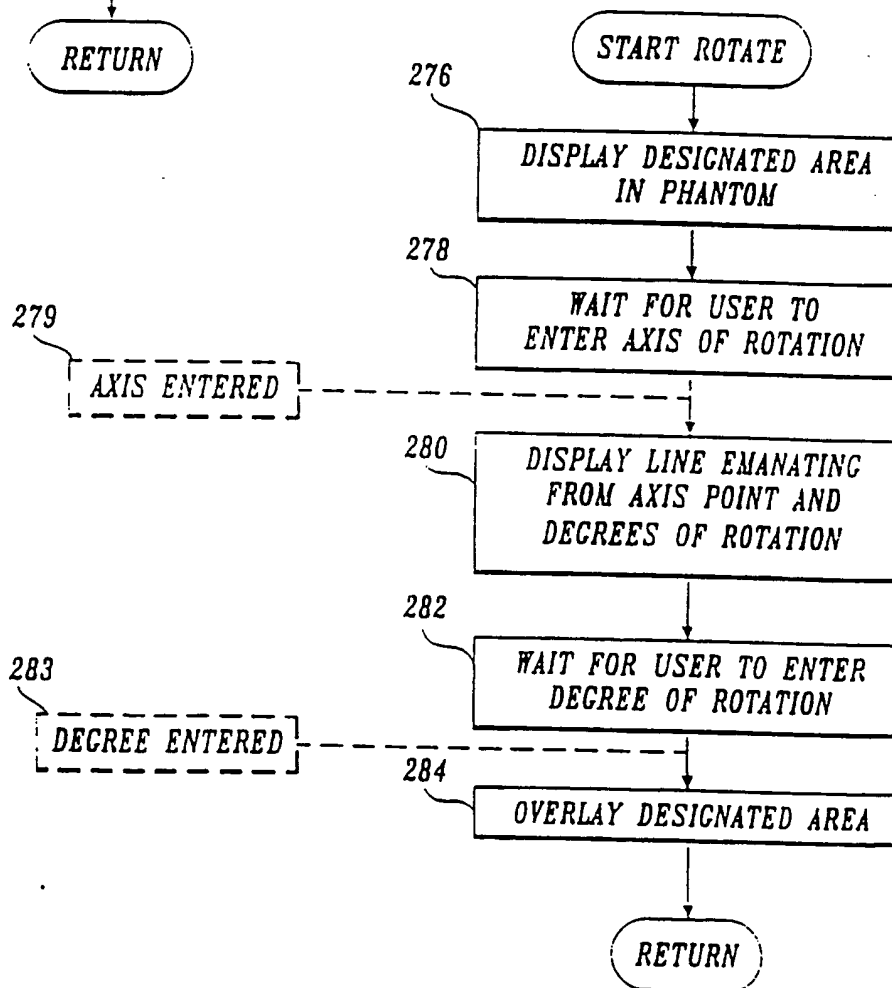 RETURN
START ROTATE
276
DISPLAY DESIGNATED AREA
IN PHANTOM
278
WAIT FOR USER TO
ENTER AXIS OF ROTATION
279
AXIS ENTERED
280
DISPLAY LINE EMANATING
FROM AXIS POINT AND
DEGREES OF ROTATION
282
WAIT FOR USER TO ENTER
DEGREE OF ROTATION
283
DEGREE ENTERED
284
OVERLAY DESIGNATED AREA
RETURN